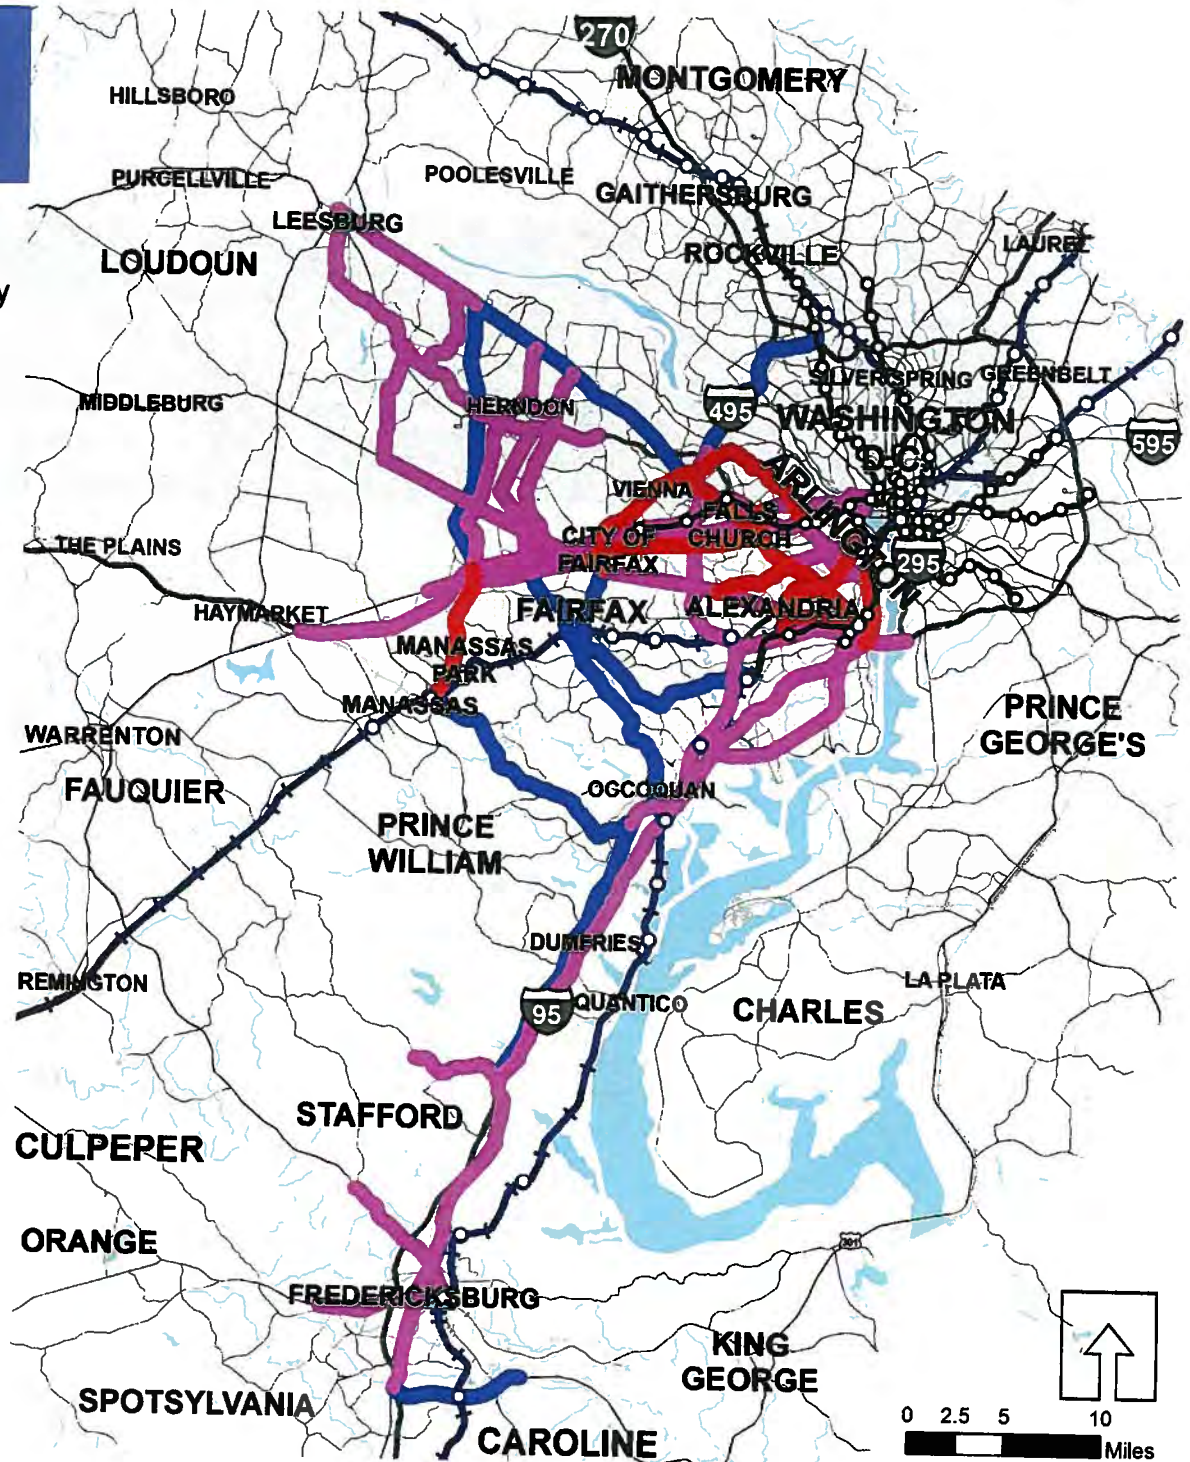 270
MONTGOMERY
HILLSBORO
PURCELLVILLE
POOLESVILLE
GAITHERSBURG
LEESBURG
ROCKVILLE
LAUREL
LOUDOUN
y
SILVER SPRING
GREENBELT
MIDDLEBURG
HERNDON
495
WASHINGTON
D.C.
595
ARLINGTON
VIENNA
FALLS
CHURCH
CITY OF
FAIRFAX
THE PLAINS
295
HAYMARKET
FAIRFAX
ALEXANDRIA
MANASSAS
PARK
MANASSAS
WARRENTON
PRINCE
GEORGE'S
FAUQUIER
OGCOQUAN
PRINCE
WILLIAM
DUMFRIES
REMINGTON
LA PLATA
95
QUANTICO
CHARLES
STAFFORD
CULPEPER
ORANGE
301
FREDERICKSBURG
KING
GEORGE
SPOTSYLVANIA
CAROLINE
0 2.5 5 10
Miles